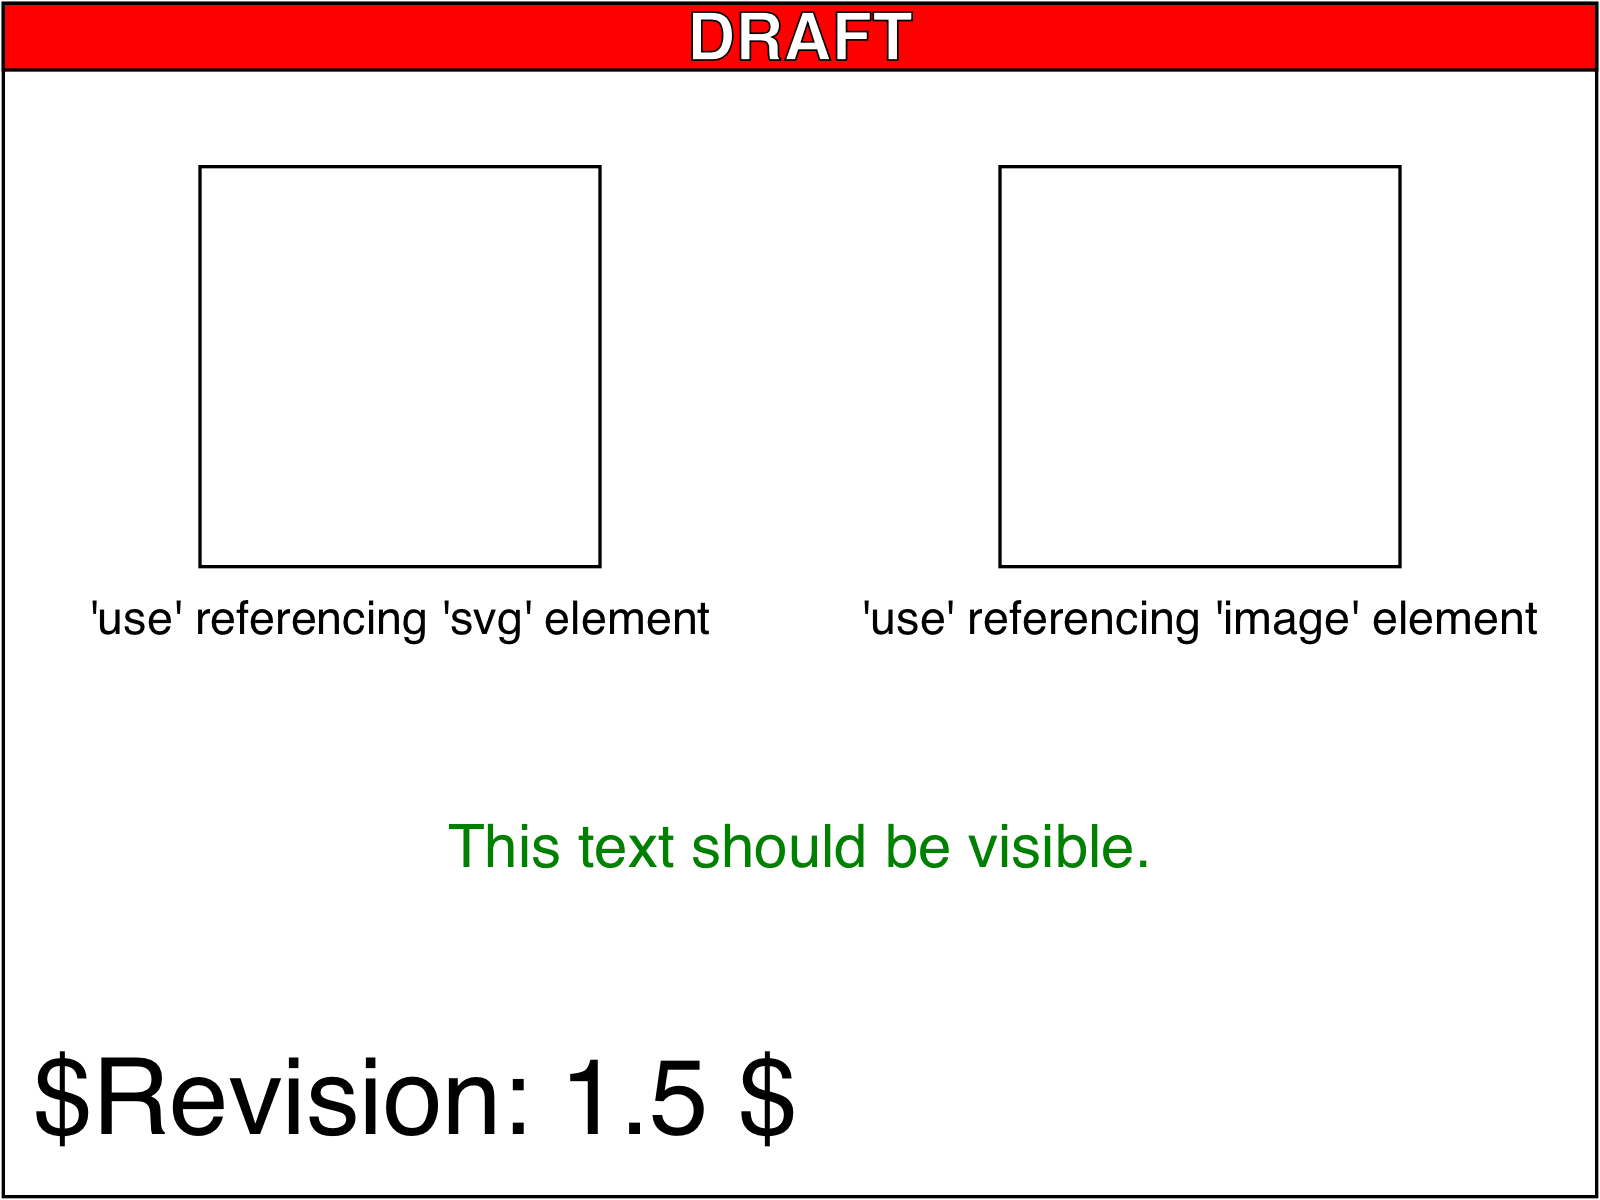 DRAFT
'use' referencing 'svg' element
'use' referencing 'image' element
This text should be visible.
$Revision: 1.5 $